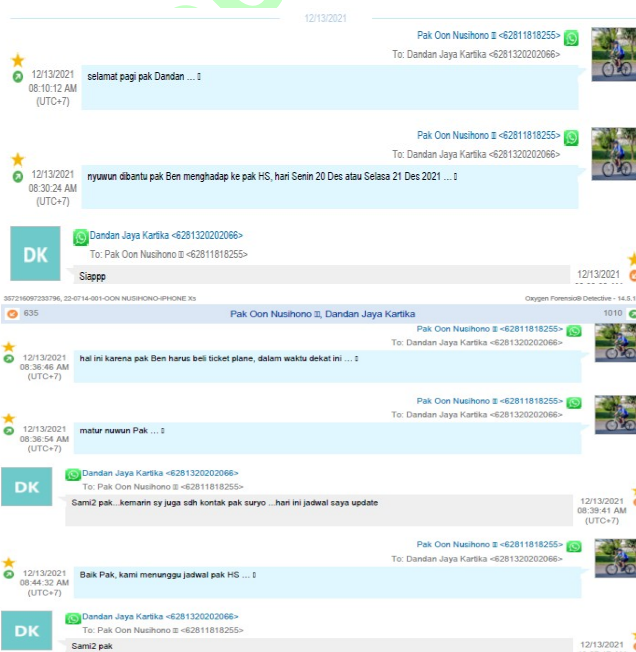 12/13/2021
Pak Oon Nusihono <62811818255>
To: Dandan Jaya Kartika <6281320202066>
12/13/2021
08:10:12 AM
(UTC+7)
selamat pagi pak Dandan ...
Pak Oon Nusihono <62811818255>
To: Dandan Jaya Kartika <6281320202066>
12/13/2021
08:30:24 AM
(UTC+7)
nyuwun dibantu pak Ben menghadap ke pak HS, hari Senin 20 Des atau Selasa 21 Des 2021 ...
DK
Dandan Jaya Kartika <6281320202066>
To: Pak Oon Nusihono <62811818255>
Siappp
12/13/2021
357216097233796, 22-0714-001-OON NUSIHONO-IPHONE Xs
Oxygen Forensic® Detective - 14.5.1
635
Pak Oon Nusihono , Dandan Jaya Kartika
1010
Pak Oon Nusihono <62811818255>
To: Dandan Jaya Kartika <6281320202066>
12/13/2021
08:36:46 AM
(UTC+7)
hal ini karena pak Ben harus beli ticket plane, dalam waktu dekat ini ...
Pak Oon Nusihono <62811818255>
To: Dandan Jaya Kartika <6281320202066>
12/13/2021
08:36:54 AM
(UTC+7)
matur nuwun Pak ...
DK
Dandan Jaya Kartika <6281320202066>
To: Pak Oon Nusihono <62811818255>
Sami2 pak...kemarin sy juga sdh kontak pak suryo ...hari ini jadwal saya update
12/13/2021
08:39:41 AM
(UTC+7)
Pak Oon Nusihono <62811818255>
To: Dandan Jaya Kartika <6281320202066>
12/13/2021
08:44:32 AM
(UTC+7)
Baik Pak, kami menunggu jadwal pak HS ...
DK
Dandan Jaya Kartika <6281320202066>
To: Pak Oon Nusihono <62811818255>
Sami2 pak
12/13/2021